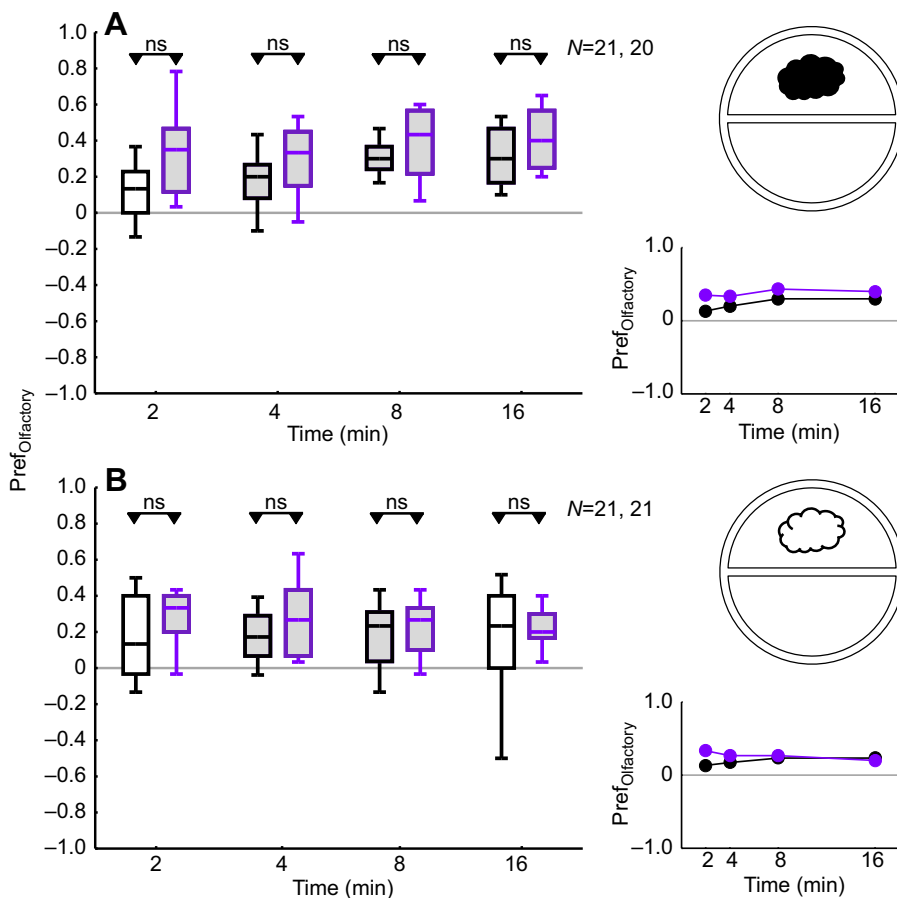 A
ns ns ns ns
N=21, 20
1.0
0.8
0.6
0.4
0.2
0
–0.2
–0.4
–0.6
–0.8
–1.0
2 4 8 16
Time (min)
PrefOlfactory
1.0
0
–1.0
2 4 8 16
Time (min)
PrefOlfactory
B
ns ns ns ns
N=21, 21
1.0
0.8
0.6
0.4
0.2
0
–0.2
–0.4
–0.6
–0.8
–1.0
2 4 8 16
Time (min)
PrefOlfactory
1.0
0
–1.0
2 4 8 16
Time (min)